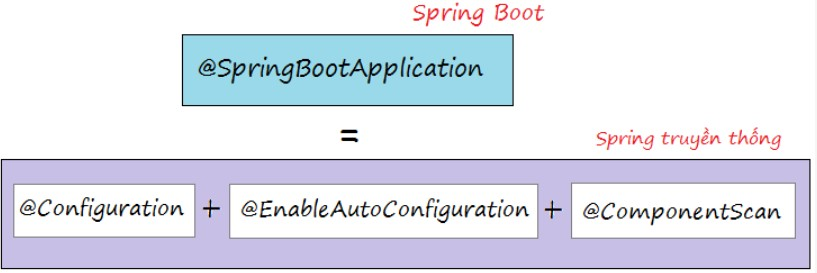 Spring Boot
@SpringBootApplication
=
Spring truyền thống
@Configuration + @EnableAutoConfiguration + @ComponentScan